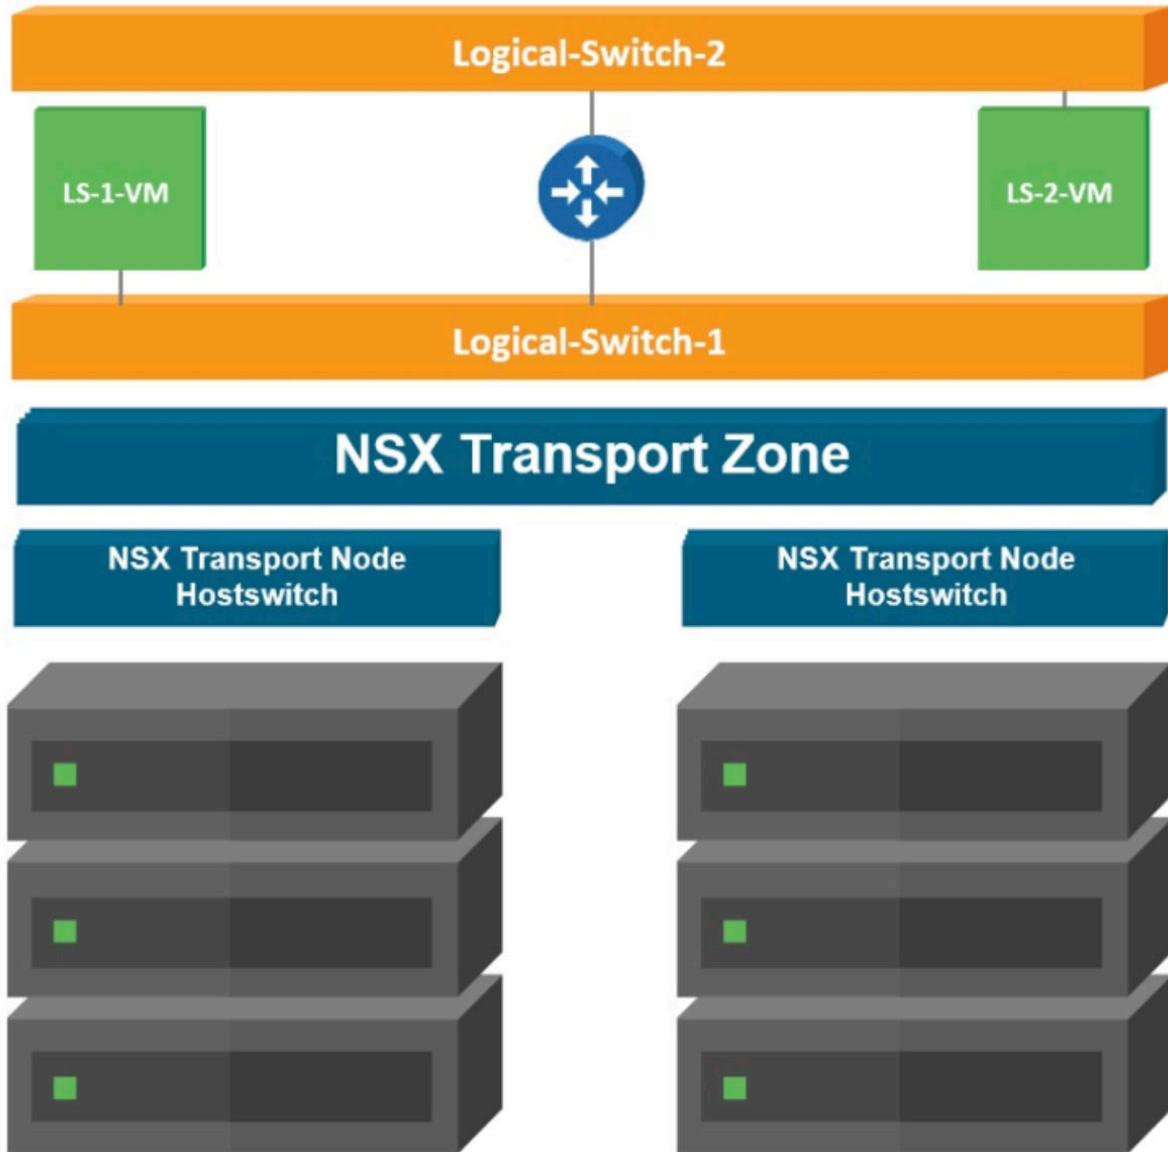 Logical-Switch-2
LS-1-VM
LS-2-VM
Logical-Switch-1
NSX Transport Zone
NSX Transport Node
Hostswitch
NSX Transport Node
Hostswitch